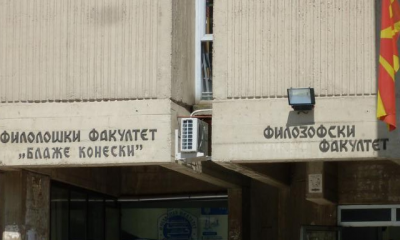 ФИЛОЛОШКИ ФАКУЛТЕТ
„БЛАЖЕ КОНЕСКИ”
ФИЛОЗОФСКИ
ФАКУЛТЕТ